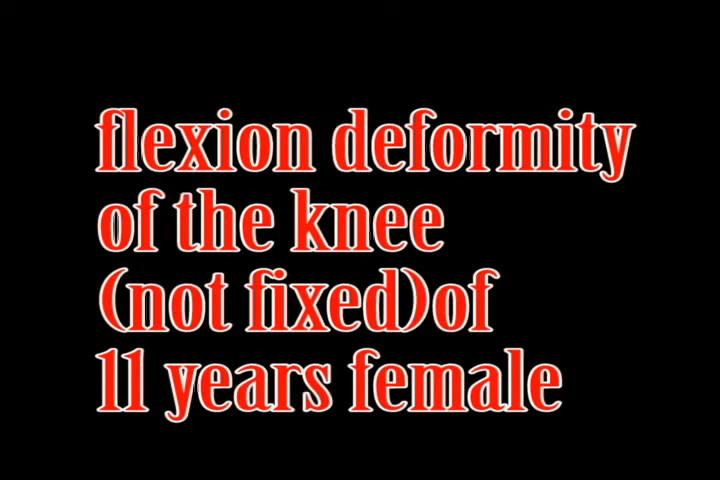 flexion deformity
of the knee
(not fixed)of
11 years female